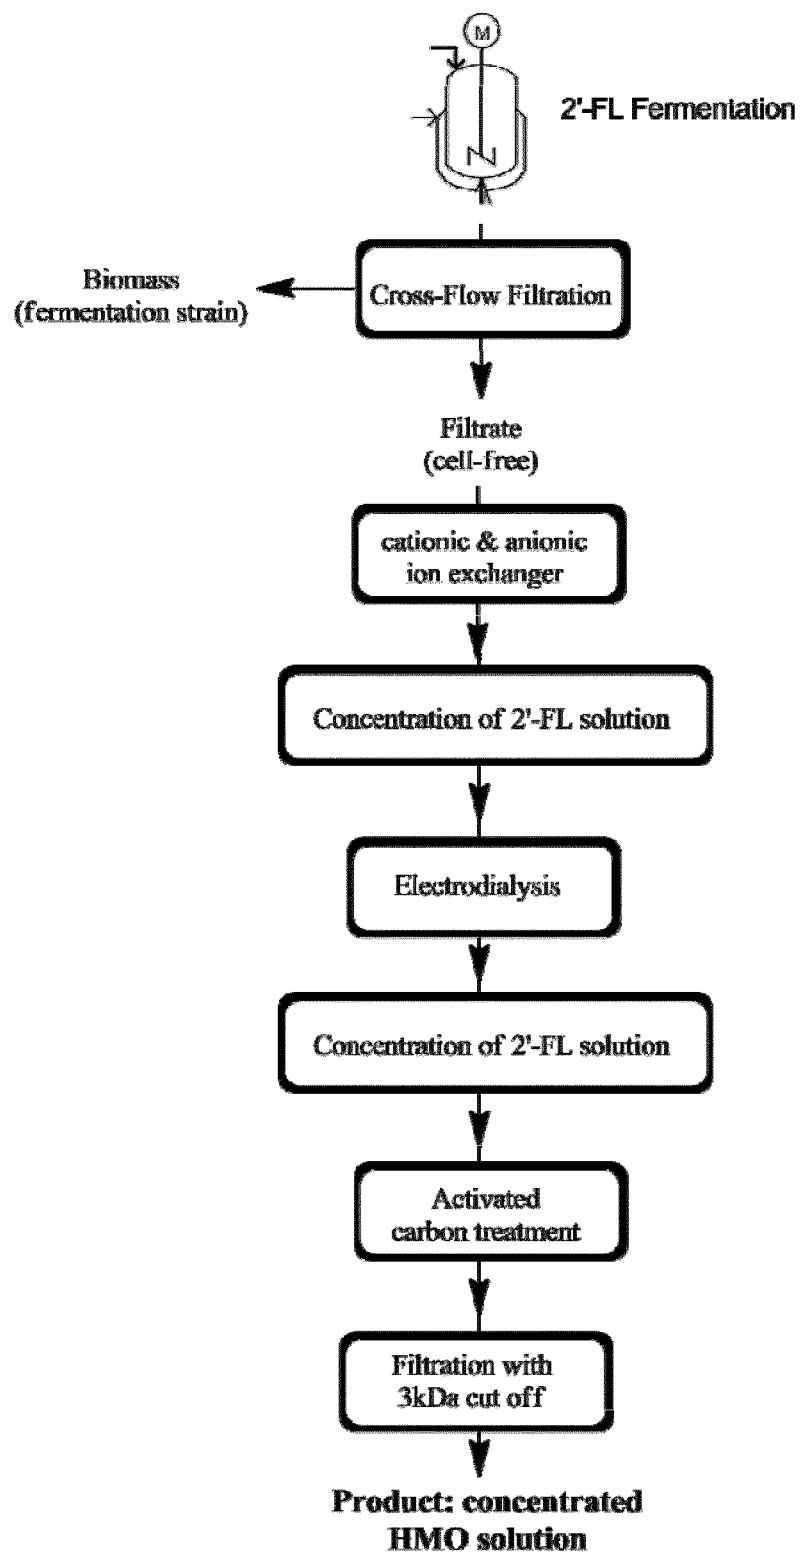 M
2'-FL Fermentation
Cross-Flow Filtration
Biomass
(fermentation strain)
Filtrate
(cell-free)
cationic & anionic
ion exchanger
Concentration of 2'-FL solution
Electrodialysis
Concentration of 2'-FL solution
Activated
carbon treatment
Filtration with
3kDa cut off
Product: concentrated
HMO solution